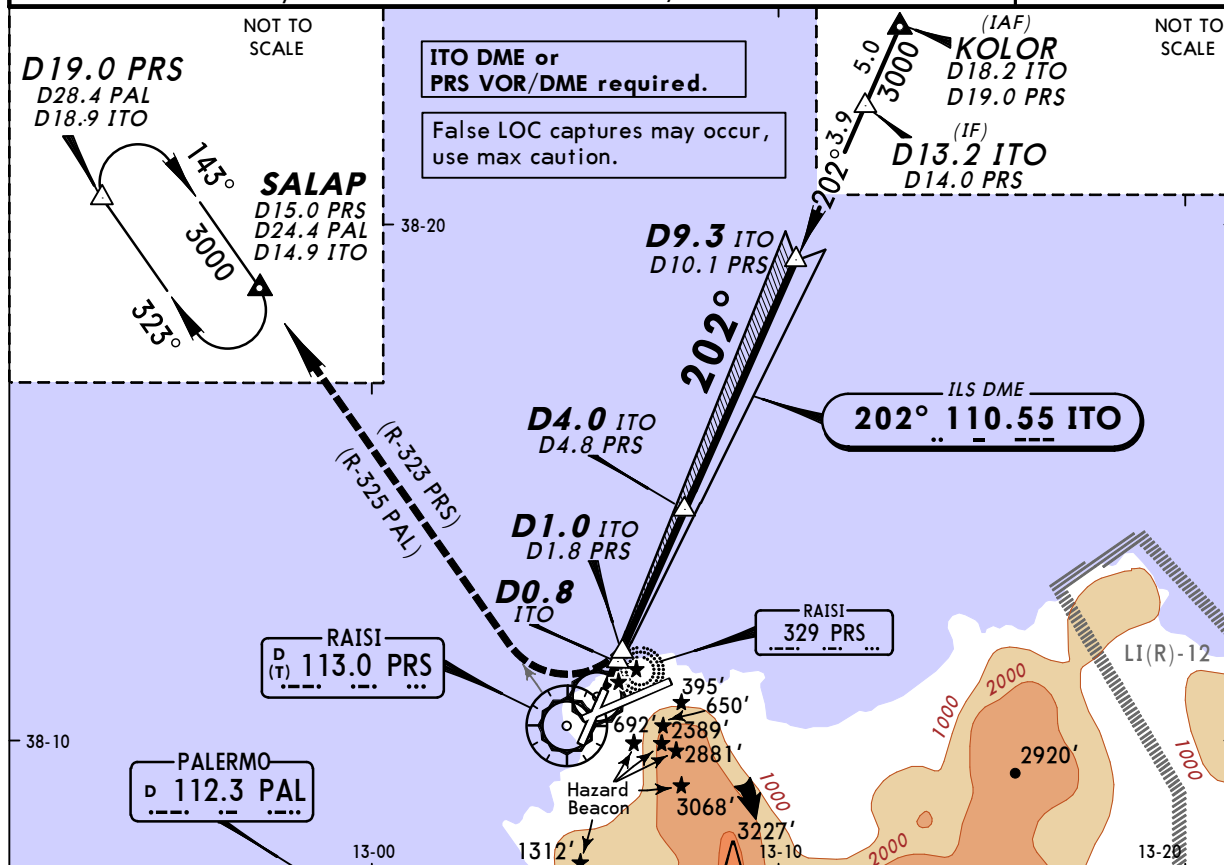 NOT TO
SCALE
D19.0 PRS
D28.4 PAL
D18.9 ITO
143°
SALAP
D15.0 PRS
D24.4 PAL
D14.9 ITO
3000
323°
ITO DME or
PRS VOR/DME required.
False LOC captures may occur,
use max caution.
(IAF)
KOLOR
D18.2 ITO
D19.0 PRS
NOT TO
SCALE
5.0
3000
(IF)
D13.2 ITO
D14.0 PRS
3.9
202°
38-20
D9.3 ITO
D10.1 PRS
202°
ILS DME
202° 110.55 ITO
D4.0 ITO
D4.8 PRS
(R-323 PRS)
(R-325 PAL)
D1.0 ITO
D1.8 PRS
D0.8
ITO
RAISI
D
(T) 113.0 PRS
RAISI
329 PRS
LI(R)-12
395'
650'
692'
2389'
2881'
3068'
3227'
Hazard
Beacon
1312'
1000
1000
2000
2920'
1000
2000
38-10
PALERMO
D 112.3 PAL
13-00
13-10
13-20